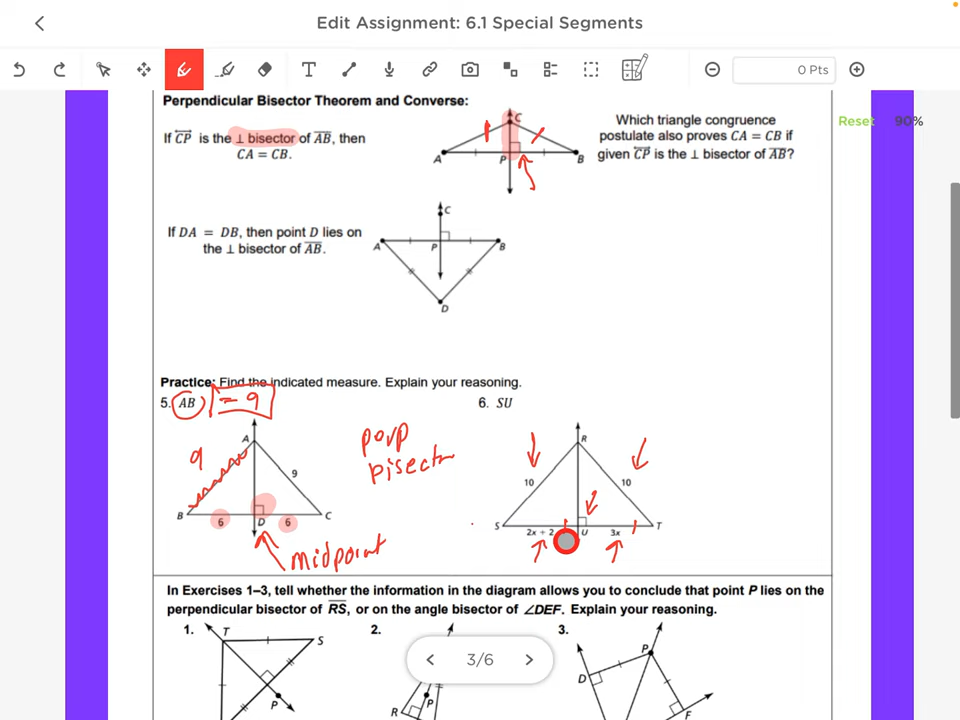 Edit Assignment: 6.1 Special Segments
0 Pts
Reset 90%
Perpendicular Bisector Theorem and Converse:
If CP is the ⊥ bisector of AB, then
CA = CB.
C
A
P
B
Which triangle congruence
postulate also proves CA = CB if
given CP is the ⊥ bisector of AB?
If DA = DB, then point D lies on
the ⊥ bisector of AB.
C
A
P
B
D
Practice: Find the indicated measure. Explain your reasoning.
5. AB = 9
6. SU
A
9
9
B
6
D
6
C
perp
bisector
midpoint
R
10
10
S
2x + 2
U
3x
T
In Exercises 1–3, tell whether the information in the diagram allows you to conclude that point P lies on the
perpendicular bisector of RS, or on the angle bisector of ∠DEF. Explain your reasoning.
1.
T
S
P
2.
R
P
3.
P
D
F
3/6